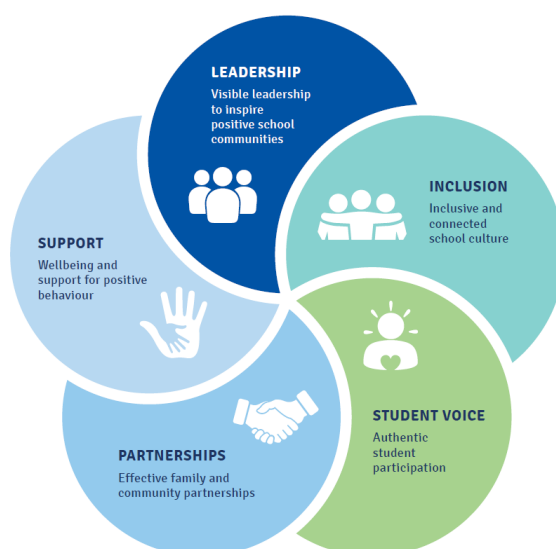 LEADERSHIP
Visible leadership
to inspire
positive school
communities
INCLUSION
Inclusive and
connected
school culture
STUDENT VOICE
Authentic
student
participation
PARTNERSHIPS
Effective family and
community partnerships
SUPPORT
Wellbeing and
support for positive
behaviour